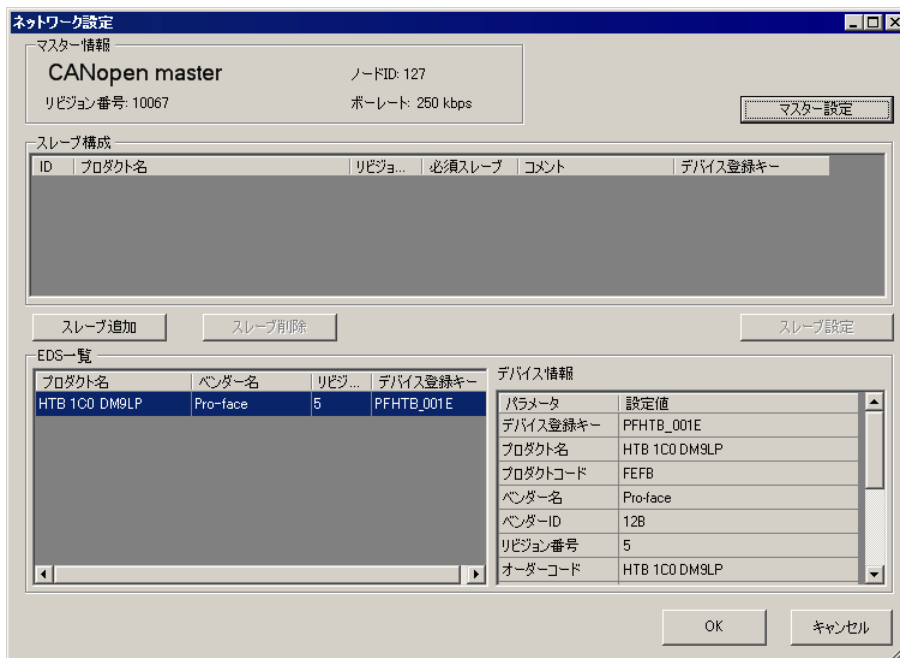 ネットワーク設定
マスター情報
CANopen master
ノードID: 127
リビジョン番号: 10067
ボーレート: 250 kbps
マスター設定
スレーブ構成
ID プロダクト名 リビジョ... 必須スレーブ コメント デバイス登録キー
スレーブ追加 スレーブ削除 スレーブ設定
EDS一覧
プロダクト名 ベンダー名 リビジ... デバイス登録キー
HTB 1C0 DM9LP Pro-face 5 PFHTB_001E
デバイス情報
パラメータ 設定値
デバイス登録キー PFHTB_001E
プロダクト名 HTB 1C0 DM9LP
プロダクトコード FEFB
ベンダー名 Pro-face
ベンダーID 12B
リビジョン番号 5
オーダーコード HTB 1C0 DM9LP
OK キャンセル